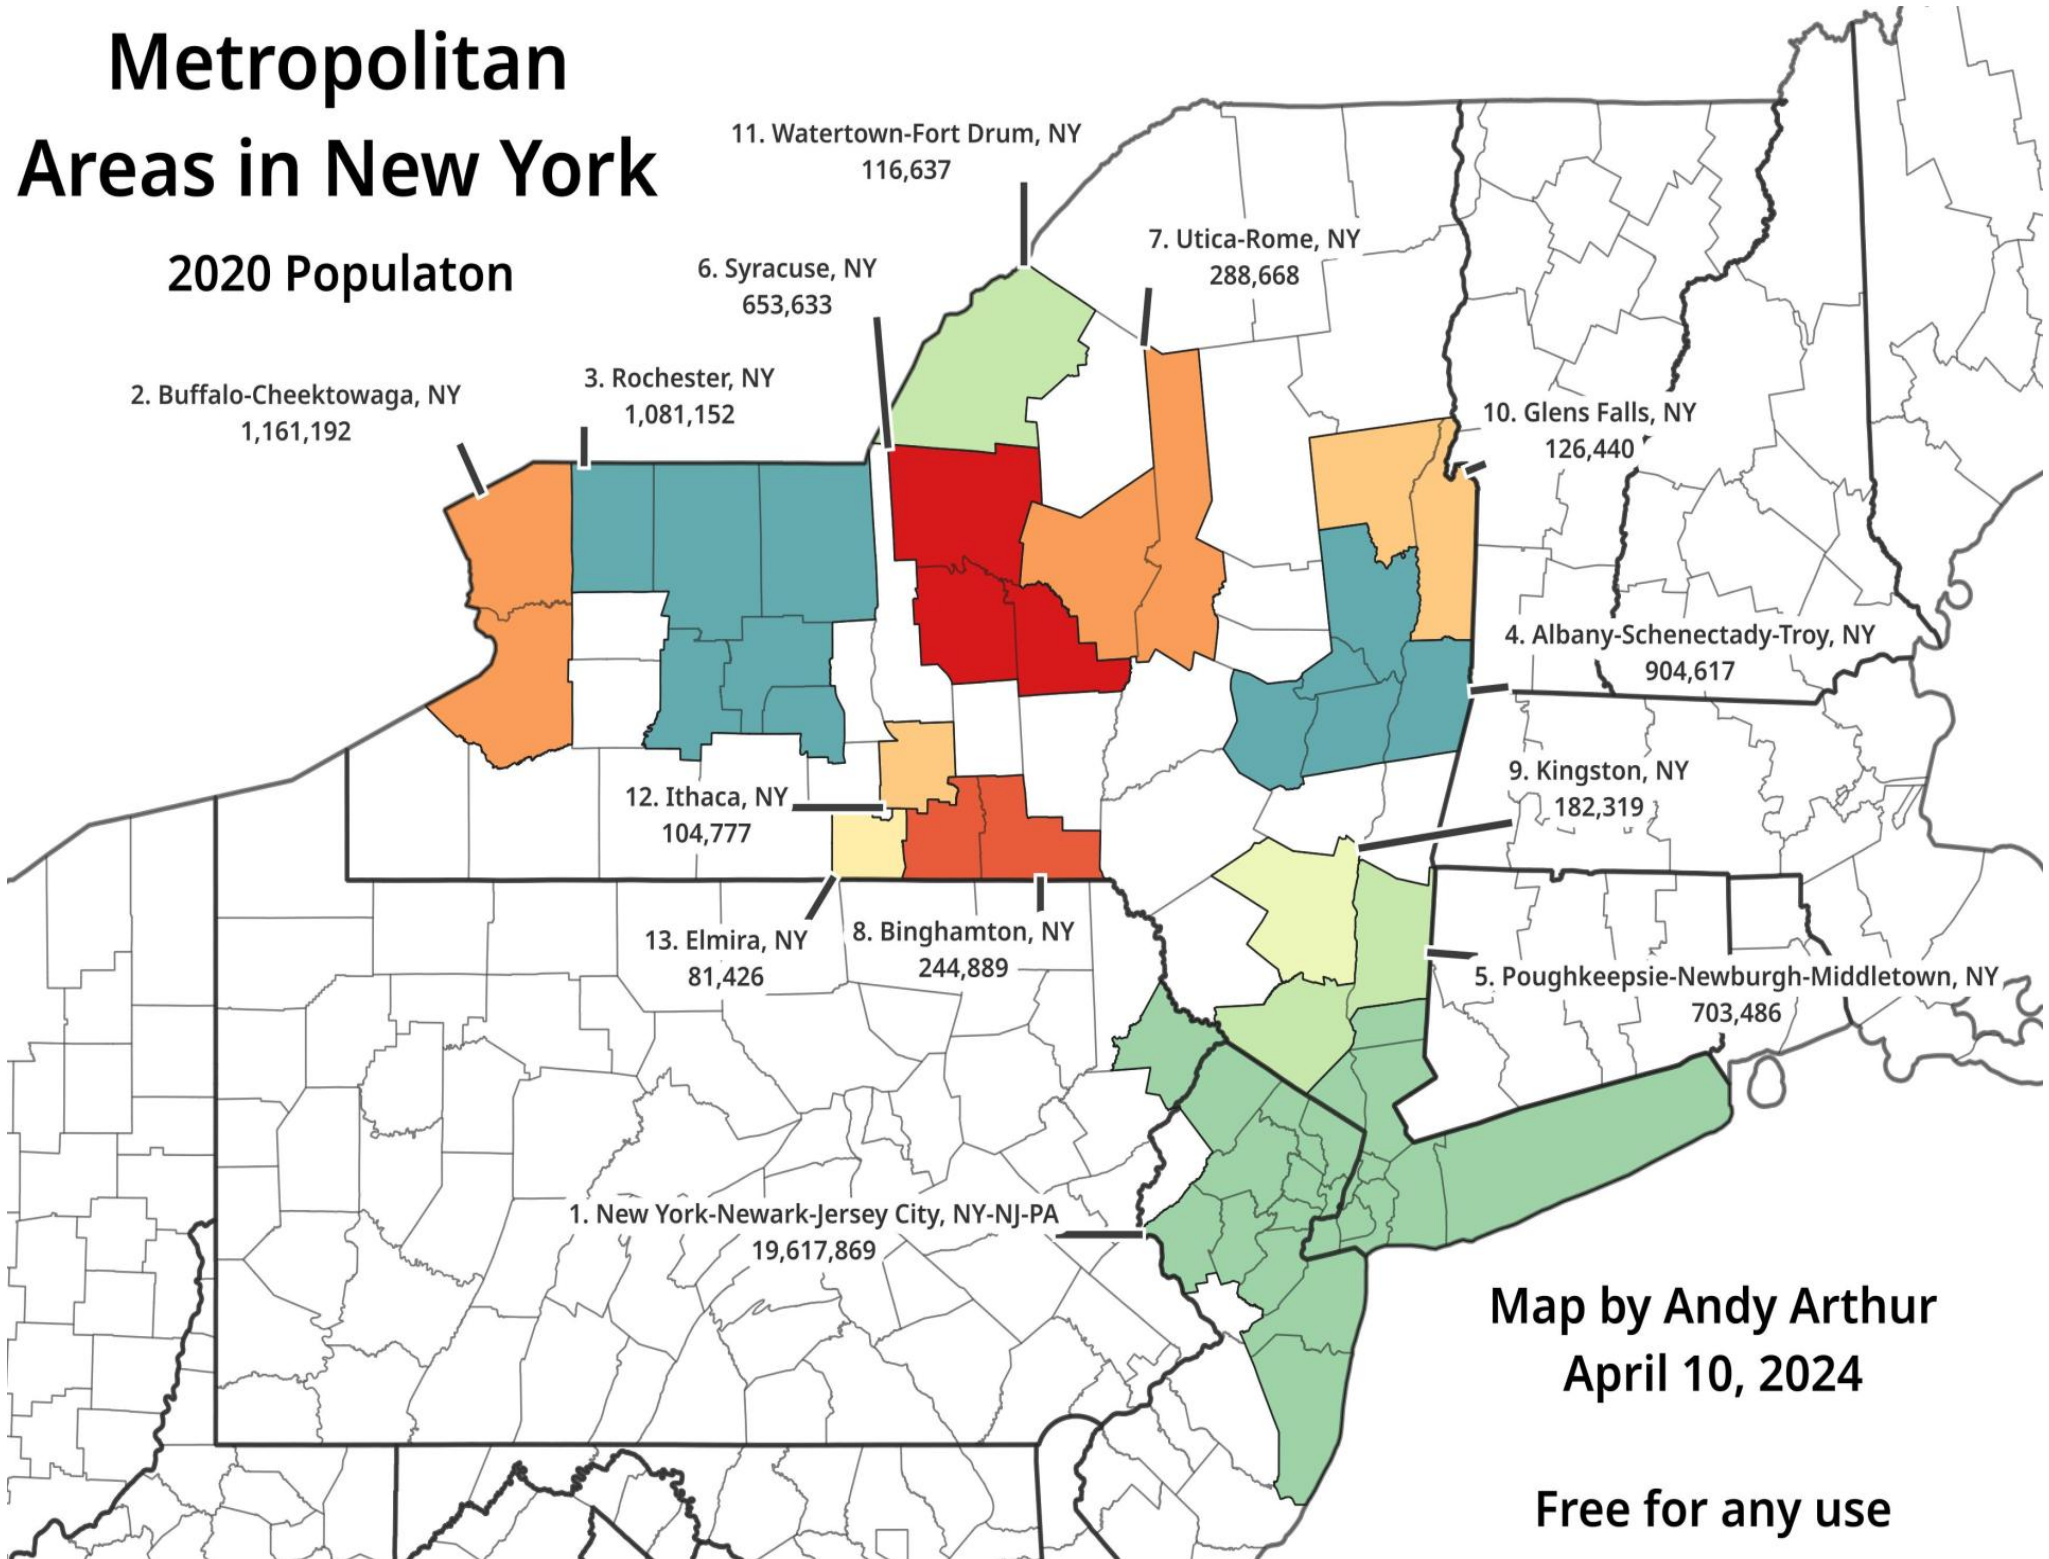 Metropolitan
Areas in New York
2020 Populaton
11. Watertown-Fort Drum, NY
116,637
7. Utica-Rome, NY
288,668
6. Syracuse, NY
653,633
3. Rochester, NY
1,081,152
2. Buffalo-Cheektowaga, NY
1,161,192
10. Glens Falls, NY
126,440
4. Albany-Schenectady-Troy, NY
904,617
9. Kingston, NY
182,319
12. Ithaca, NY
104,777
13. Elmira, NY
81,426
8. Binghamton, NY
244,889
5. Poughkeepsie-Newburgh-Middletown, NY
703,486
1. New York-Newark-Jersey City, NY-NJ-PA
19,617,869
Map by Andy Arthur
April 10, 2024
Free for any use